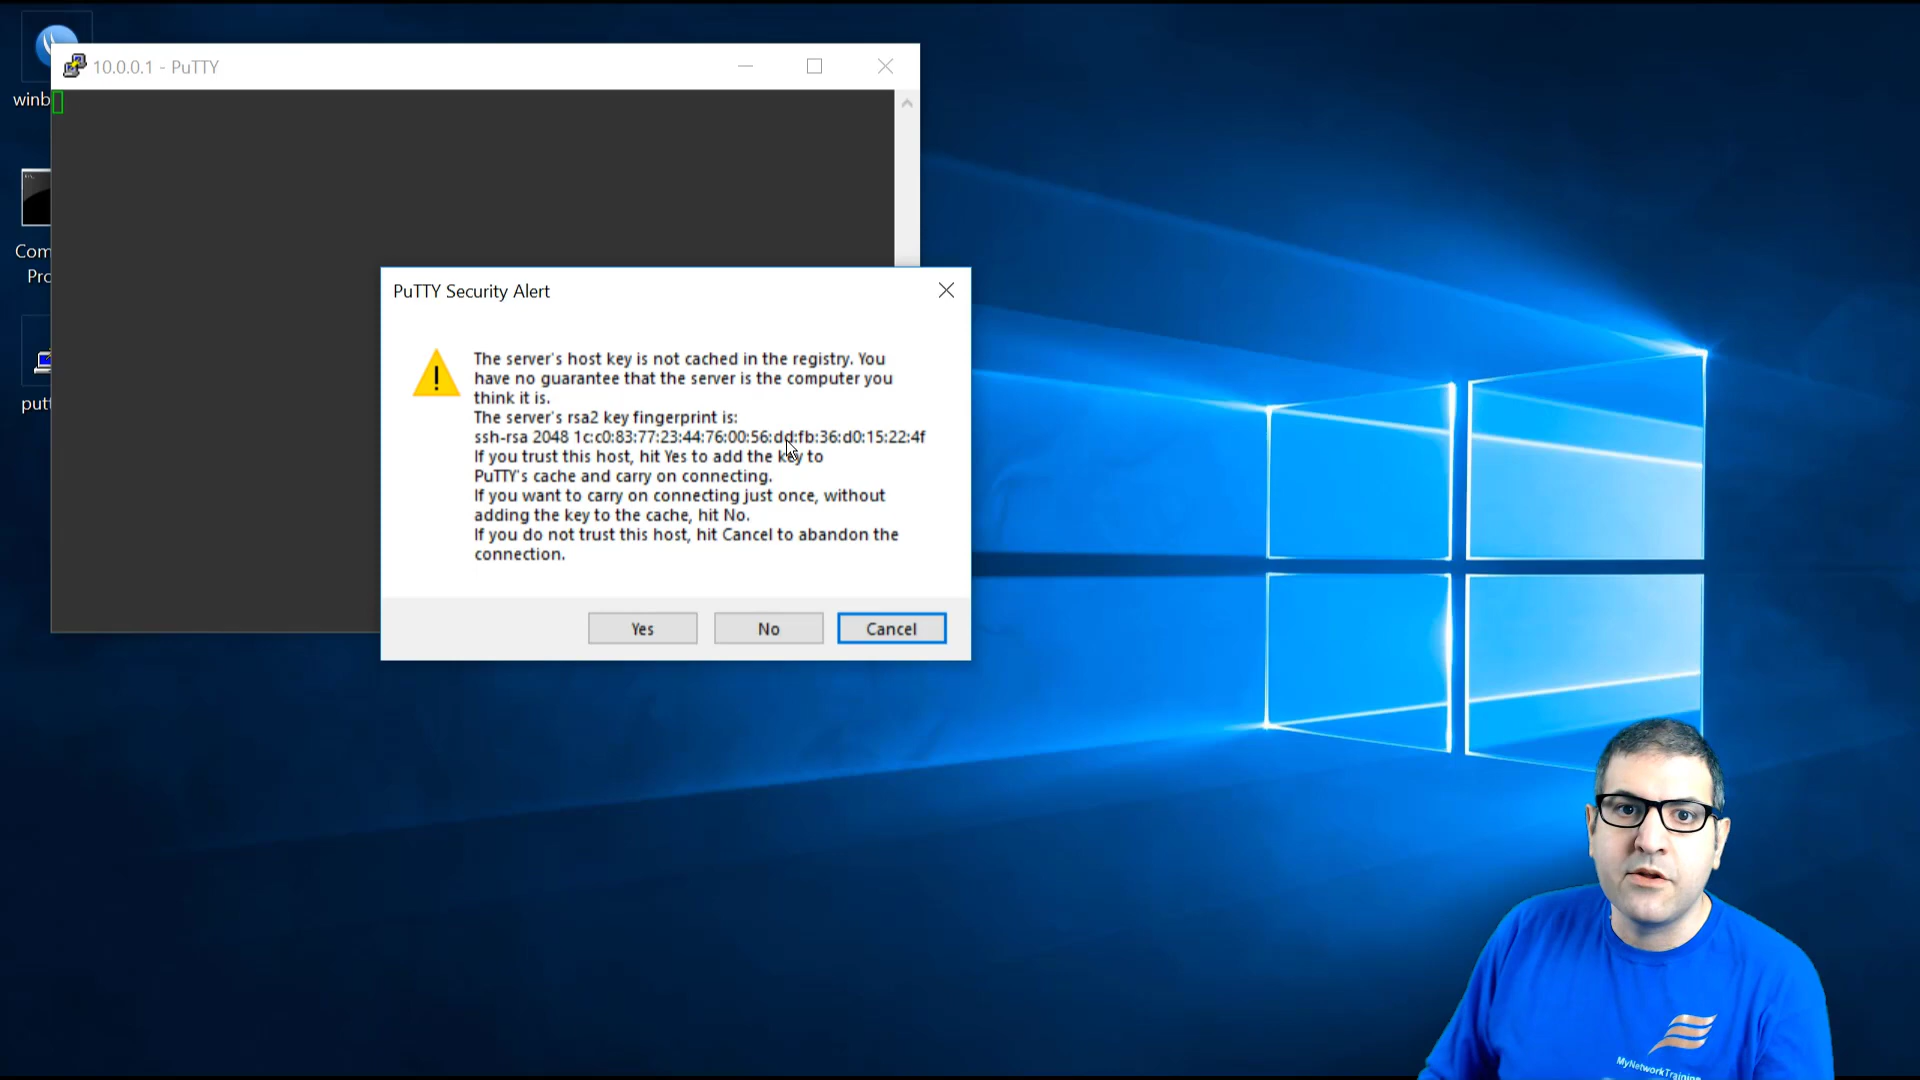 10.0.0.1 - PuTTY
winb
Com
Pro
putt
PuTTY Security Alert
The server's host key is not cached in the registry. You
have no guarantee that the server is the computer you
think it is.
The server's rsa2 key fingerprint is:
ssh-rsa 2048 1c:c0:83:77:23:44:76:00:56:dd:fb:36:d0:15:22:4f
If you trust this host, hit Yes to add the key to
PuTTY's cache and carry on connecting.
If you want to carry on connecting just once, without
adding the key to the cache, hit No.
If you do not trust this host, hit Cancel to abandon the
connection.
Yes
No
Cancel
MyNetworkTraining